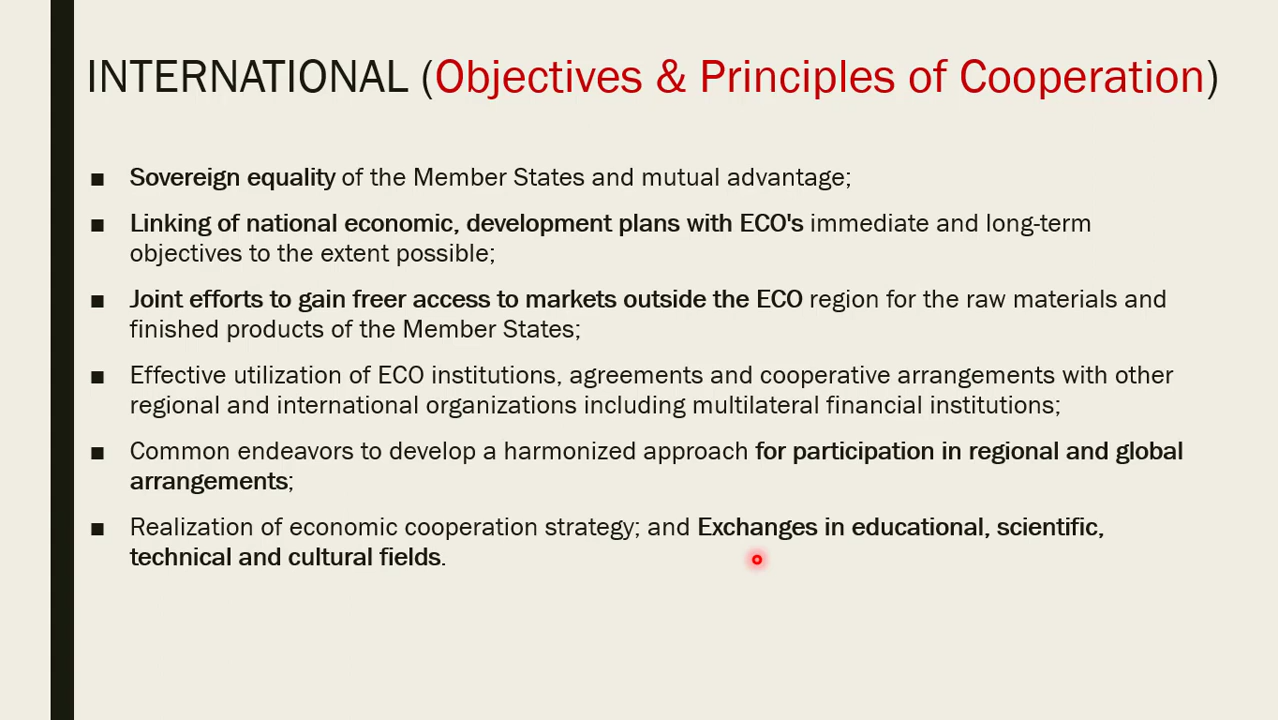 INTERNATIONAL (Objectives & Principles of Cooperation)
■ Sovereign equality of the Member States and mutual advantage;
■ Linking of national economic, development plans with ECO's immediate and long-term
objectives to the extent possible;
■ Joint efforts to gain freer access to markets outside the ECO region for the raw materials and
finished products of the Member States;
■ Effective utilization of ECO institutions, agreements and cooperative arrangements with other
regional and international organizations including multilateral financial institutions;
■ Common endeavors to develop a harmonized approach for participation in regional and global
arrangements;
■ Realization of economic cooperation strategy; and Exchanges in educational, scientific,
technical and cultural fields.